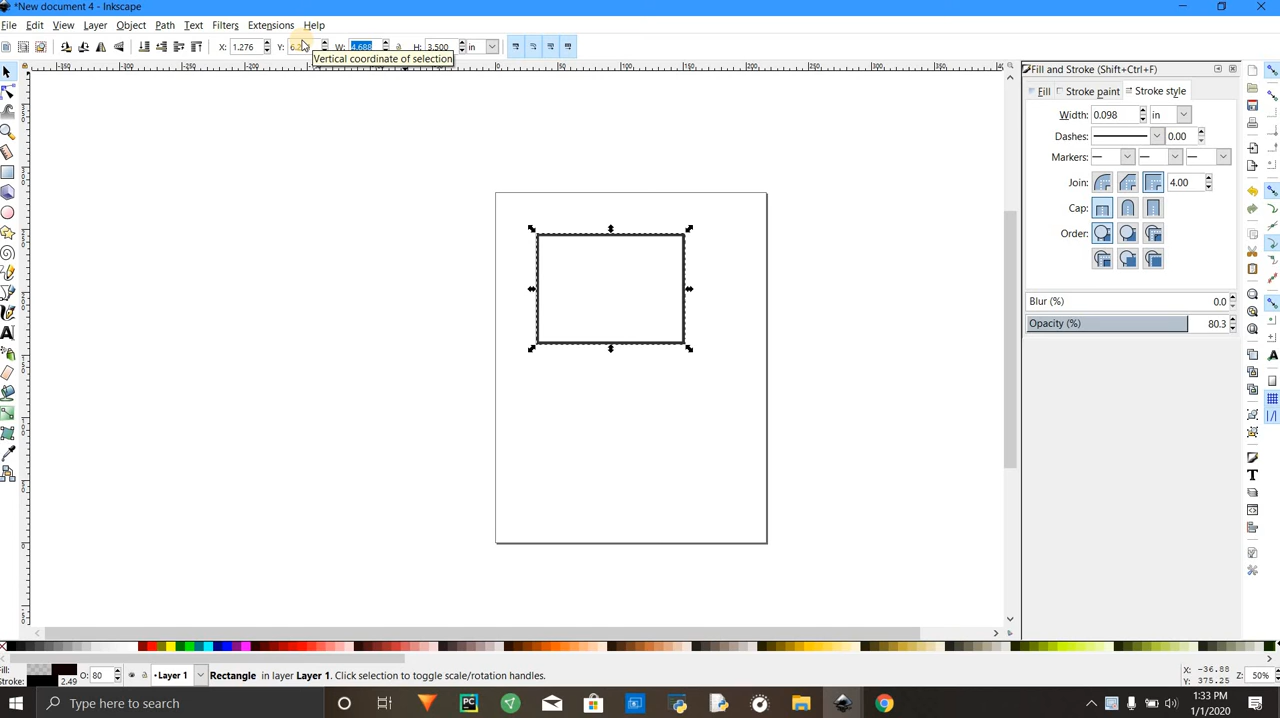 *New document 4 - Inkscape
File Edit View Layer Object Path Text Filters Extensions Help
X: 1.276 Y: W: 4.688 H: 3.500 in
Vertical coordinate of selection
Fill and Stroke (Shift+Ctrl+F)
Fill Stroke paint Stroke style
Width: 0.098 in
Dashes: 0.00
Markers:
Join: 4.00
Cap:
Order:
Blur (%) 0.0
Opacity (%) 80.3
Fill:
Stroke: 2.49
O: 80
Layer 1
Rectangle in layer Layer 1. Click selection to toggle scale/rotation handles.
X: -36.88
Y: 375.25
Z: 50%
Type here to search
1:33 PM
1/1/2020